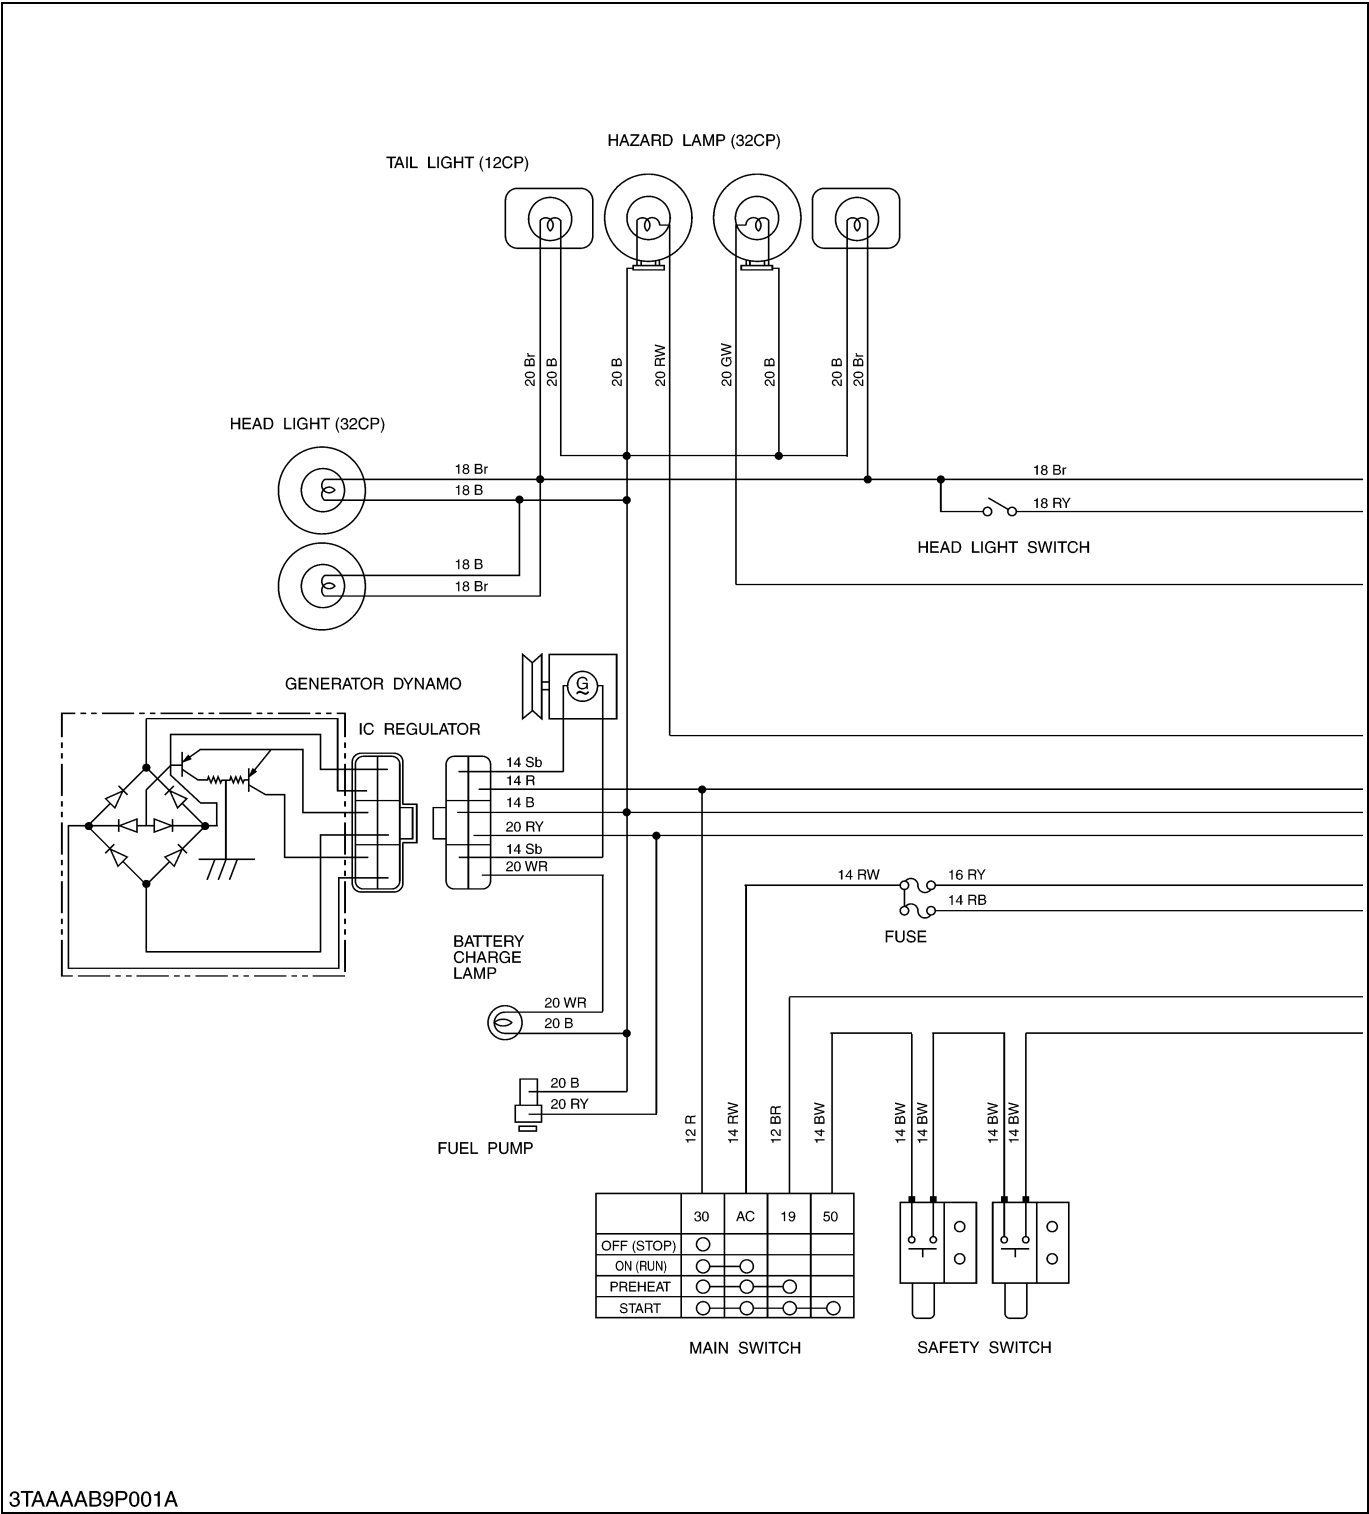 HAZARD LAMP (32CP)
TAIL LIGHT (12CP)
20 Br
20 B
20 B
20 RW
20 GW
20 B
20 B
20 Br
HEAD LIGHT (32CP)
18 Br
18 B
18 Br
18 RY
HEAD LIGHT SWITCH
18 B
18 Br
GENERATOR DYNAMO
G
IC REGULATOR
14 Sb
14 R
14 B
20 RY
14 Sb
20 WR
14 RW
16 RY
14 RB
FUSE
BATTERY
CHARGE
LAMP
20 WR
20 B
20 B
20 RY
FUEL PUMP
12 R
14 RW
12 BR
14 BW
14 BW
14 BW
14 BW
14 BW
30 AC 19 50
OFF (STOP)
ON (RUN)
PREHEAT
START
MAIN SWITCH
SAFETY SWITCH
3TAAAAB9P001A